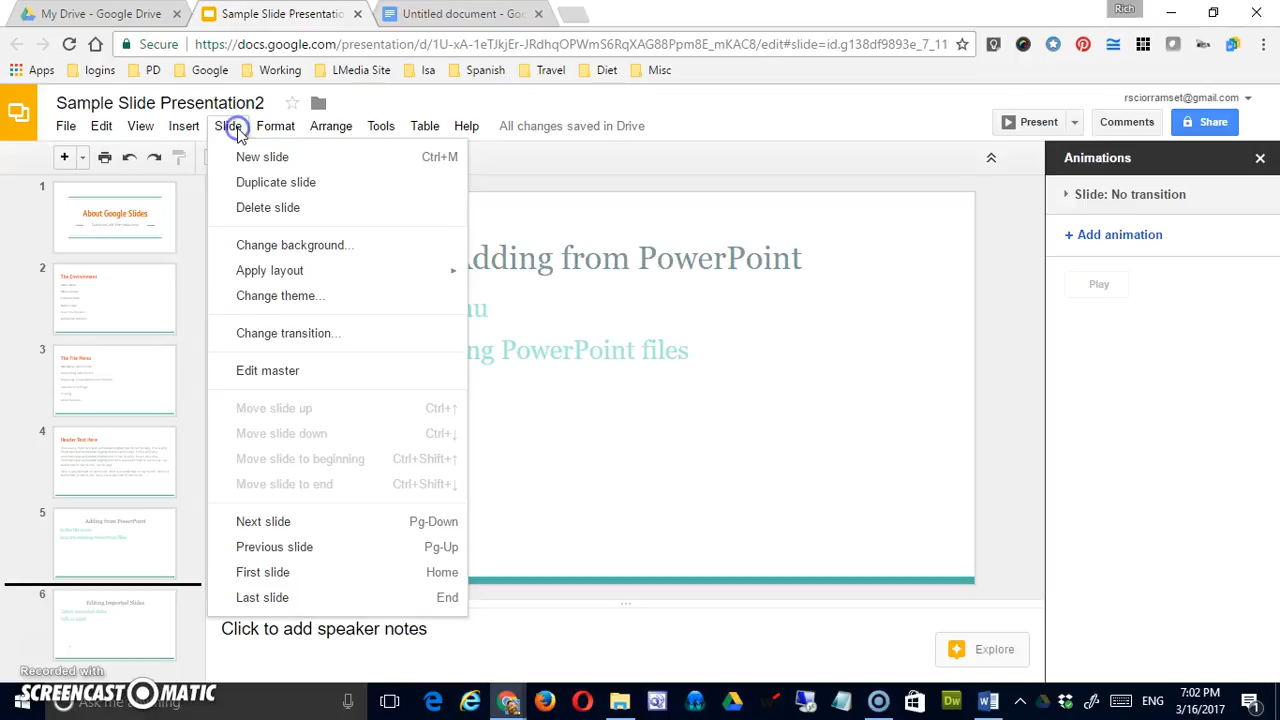 My Drive - Google Drive
Sample Slide Presentation
Untitled document - Goo
Rich
Secure
https://docs.google.com/presentation/d/1U-xA-1eTJkjEr-JRdhqOPWmS6RqXAG88Pzm8E_mKAC8/edit#slide=id.g138df9893e_7_11
Apps
logins
PD
Google
Working
LMedia Site
Isa
Spanish
Travel
Diet
Misc
Sample Slide Presentation2
rsciorramset@gmail.com
File Edit View Insert Slide Format Arrange Tools Table Help All changes saved in Drive
Present
Comments
Share
New slide Ctrl+M
Duplicate slide
Delete slide
Change background...
Apply layout
Change theme...
Change transition...
Edit master
Move slide up Ctrl+↑
Move slide down Ctrl+↓
Move slide to beginning Ctrl+Shift+↑
Move slide to end Ctrl+Shift+↓
Next slide Pg-Down
Previous slide Pg-Up
First slide Home
Last slide End
Animations
Slide: No transition
+ Add animation
Play
1
About Google Slides
2
The Environment
3
The File Menu
4
Header Text Here
5
Adding from PowerPoint
6
Editing Imported Slides
Adding from PowerPoint
nu
ng PowerPoint files
Click to add speaker notes
Explore
Recorded with
SCREENCAST MATIC
Ask me anything
ENG
7:02 PM
3/16/2017